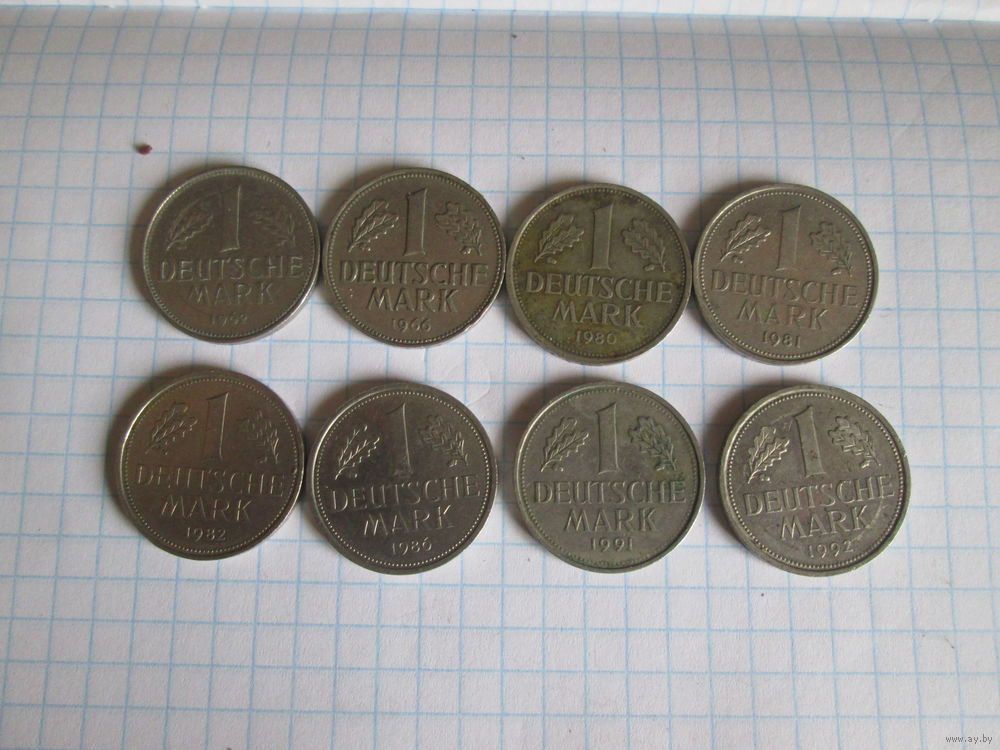 1
DEUTSCHE
MARK
1962
1
DEUTSCHE
MARK
1966
1
DEUTSCHE
MARK
1980
1
DEUTSCHE
MARK
1981
1
DEUTSCHE
MARK
1982
1
DEUTSCHE
MARK
1986
1
DEUTSCHE
MARK
1991
1
DEUTSCHE
MARK
1992
www.ay.by